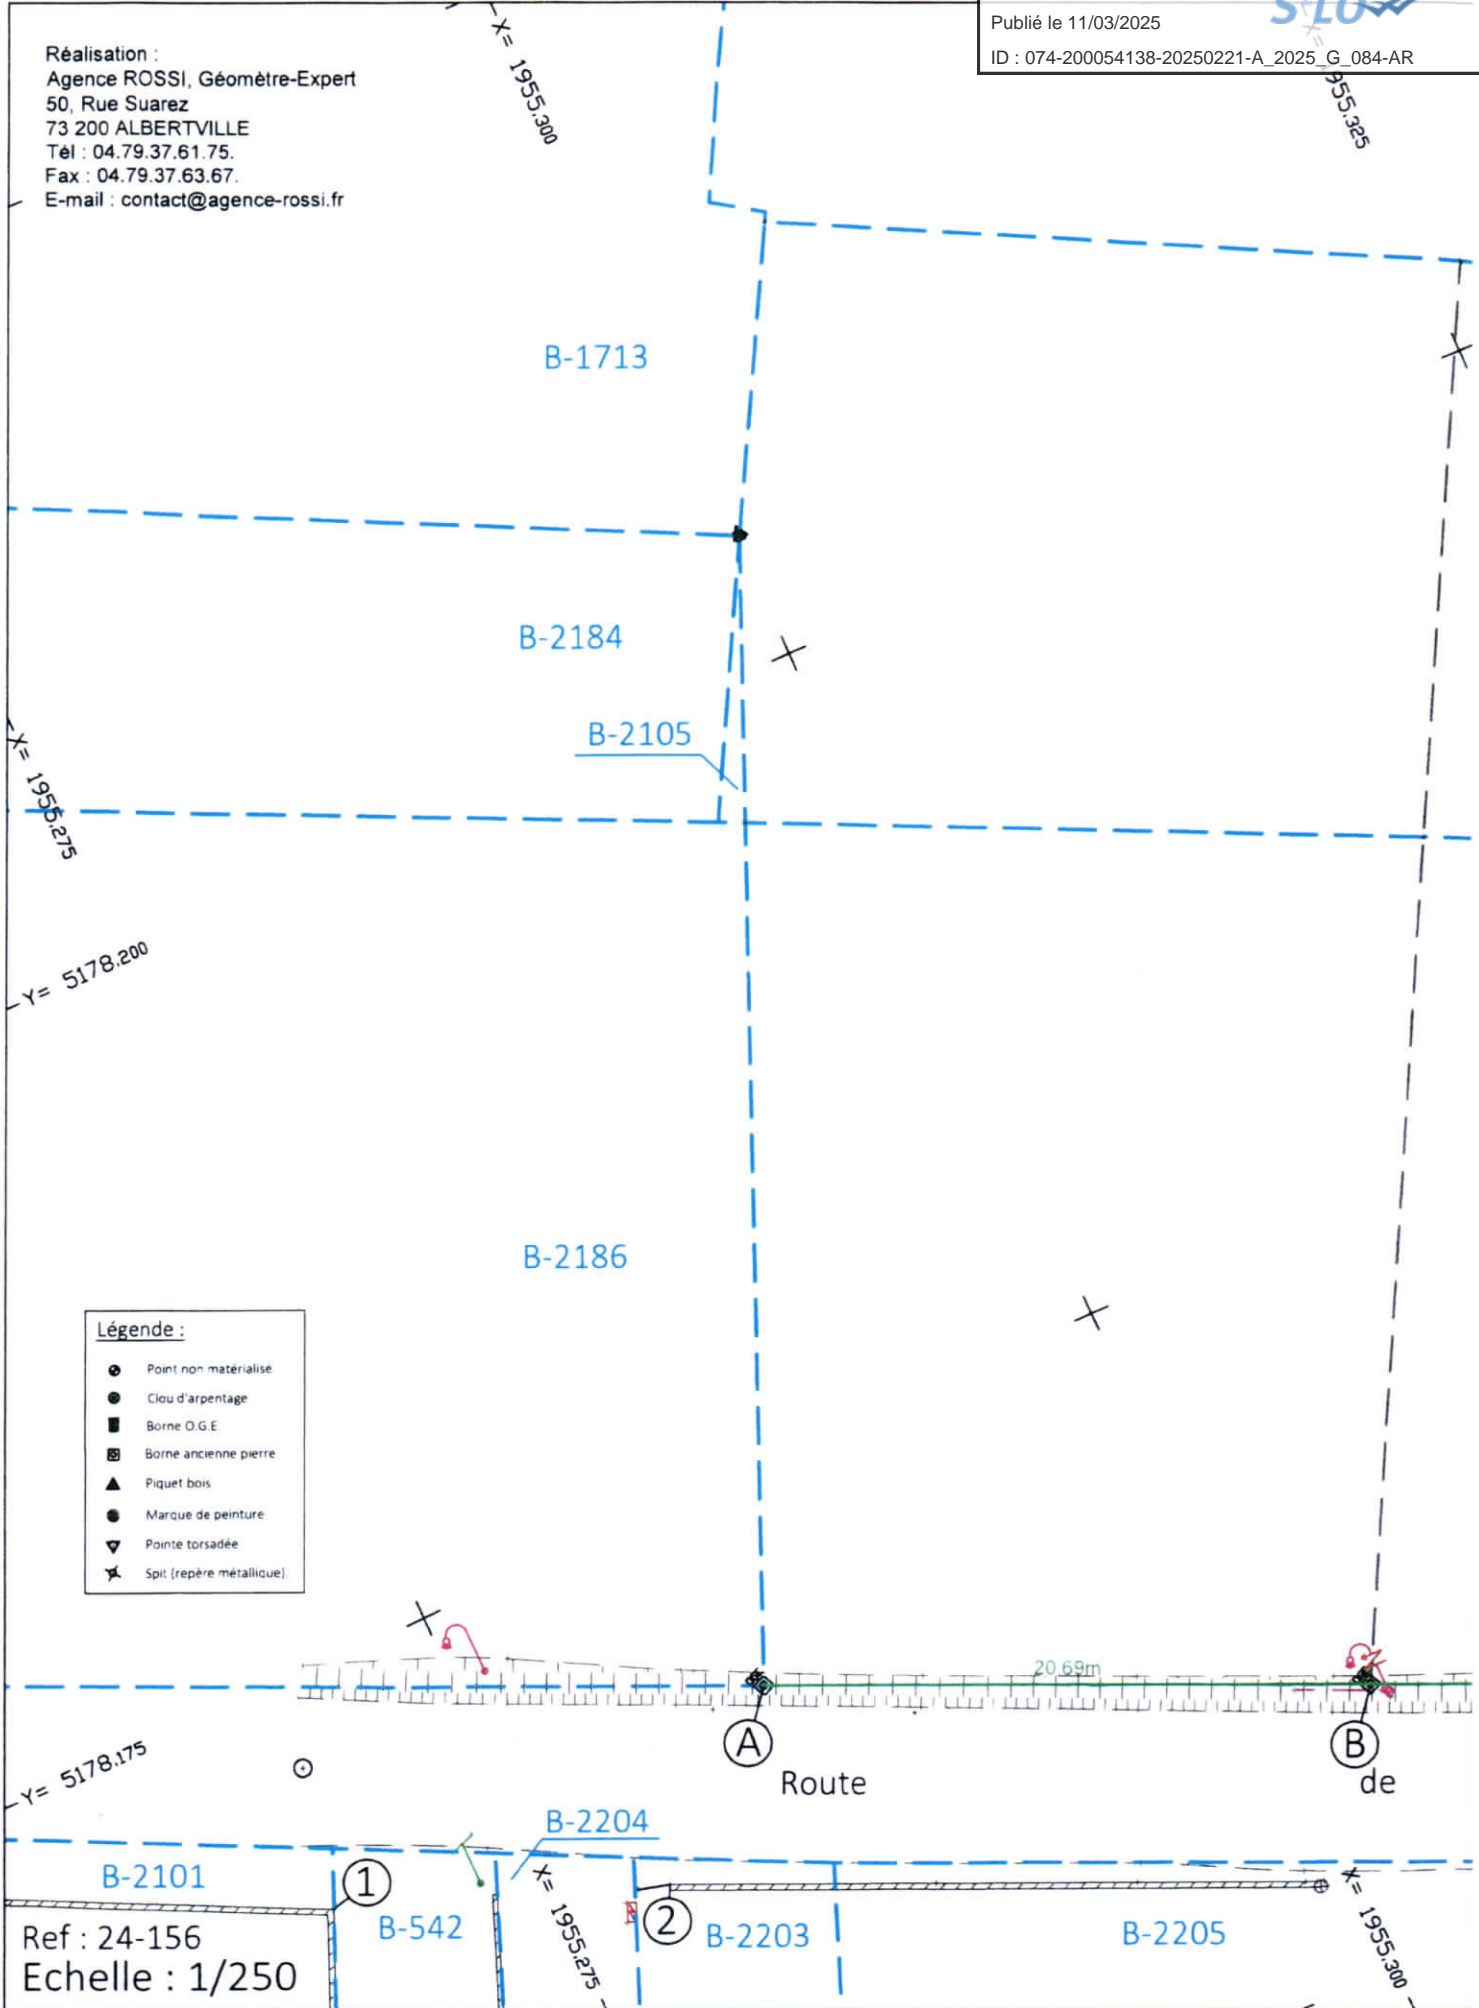 Publié le 11/03/2025
ID : 074-200054138-20250221-A_2025_G_084-AR
Réalisation :
Agence ROSSI, Géomètre-Expert
50, Rue Suarez
73 200 ALBERTVILLE
Tél : 04.79.37.61.75.
Fax : 04.79.37.63.67.
E-mail : contact@agence-rossi.fr
X= 1955.300
1955.325
B-1713
B-2184
B-2105
X= 1955.275
Y= 5178.200
B-2186
Légende :
Point non matérialisé
Clou d'arpentage
Borne O.G.E
Borne ancienne pierre
Piquet bois
Marque de peinture
Pointe torsadée
Spit (repère métallique)
20.69m
A
B
Route
de
Y= 5178.175
B-2204
B-2101
1
X= 1955.275
2
B-542
B-2203
B-2205
X= 1955.300
Ref : 24-156
Echelle : 1/250